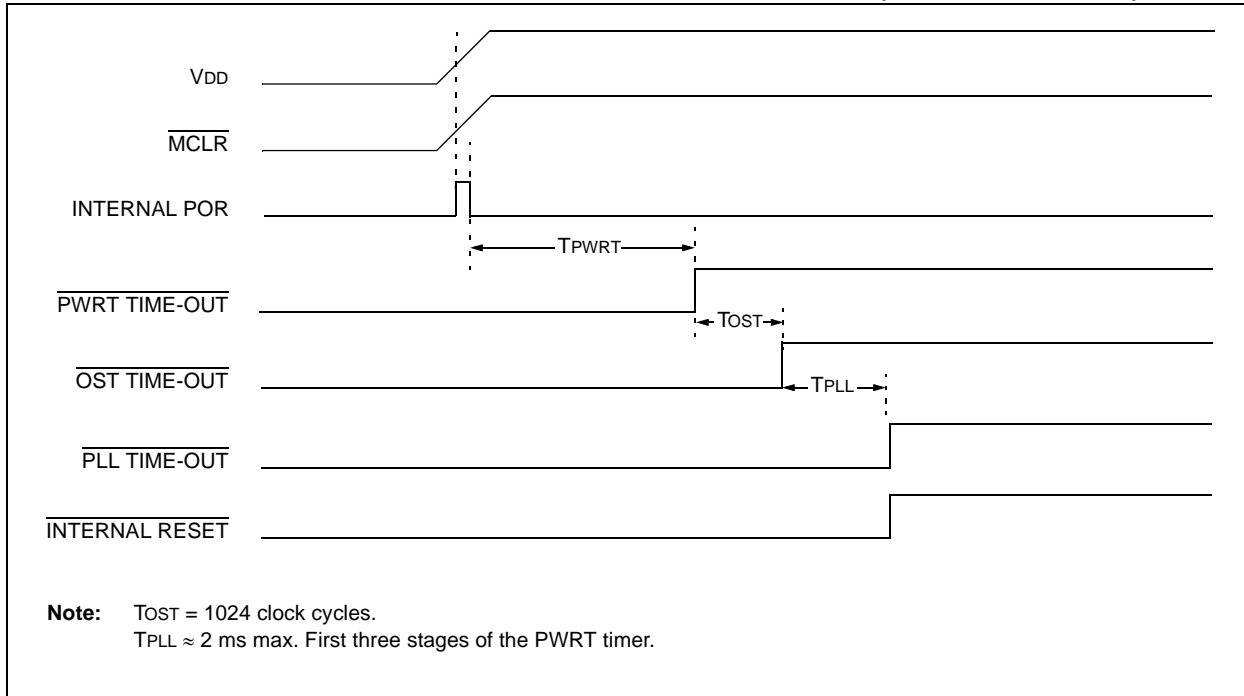 VDD
MCLR
INTERNAL POR
TPWRT
PWRT TIME-OUT
TOST
OST TIME-OUT
TPLL
PLL TIME-OUT
INTERNAL RESET
Note: TOST = 1024 clock cycles.
TPLL ≈ 2 ms max. First three stages of the PWRT timer.